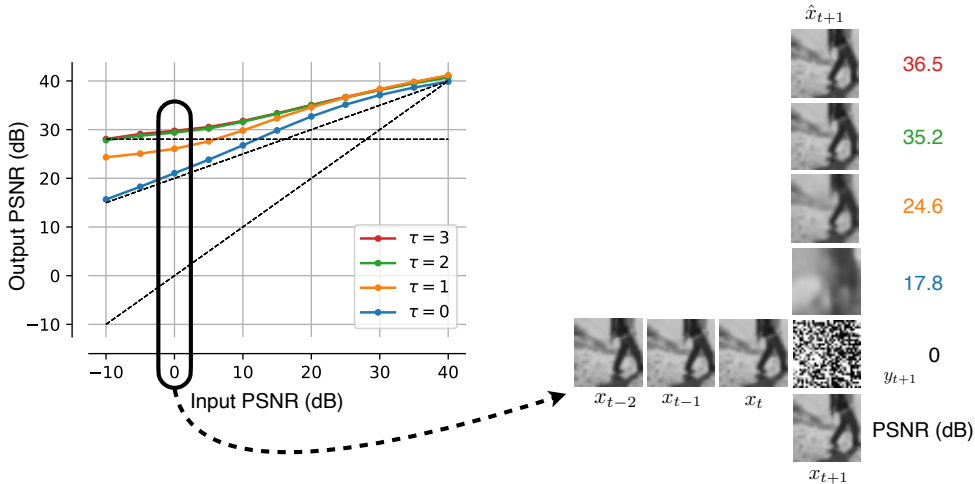 x̂_{t+1}
36.5
35.2
24.6
17.8
0
y_{t+1}
PSNR (dB)
x_{t-2} x_{t-1} x_t
x_{t+1}
Output PSNR (dB)
40
30
20
10
0
−10
τ = 3
τ = 2
τ = 1
τ = 0
−10 0 10 20 30 40
Input PSNR (dB)